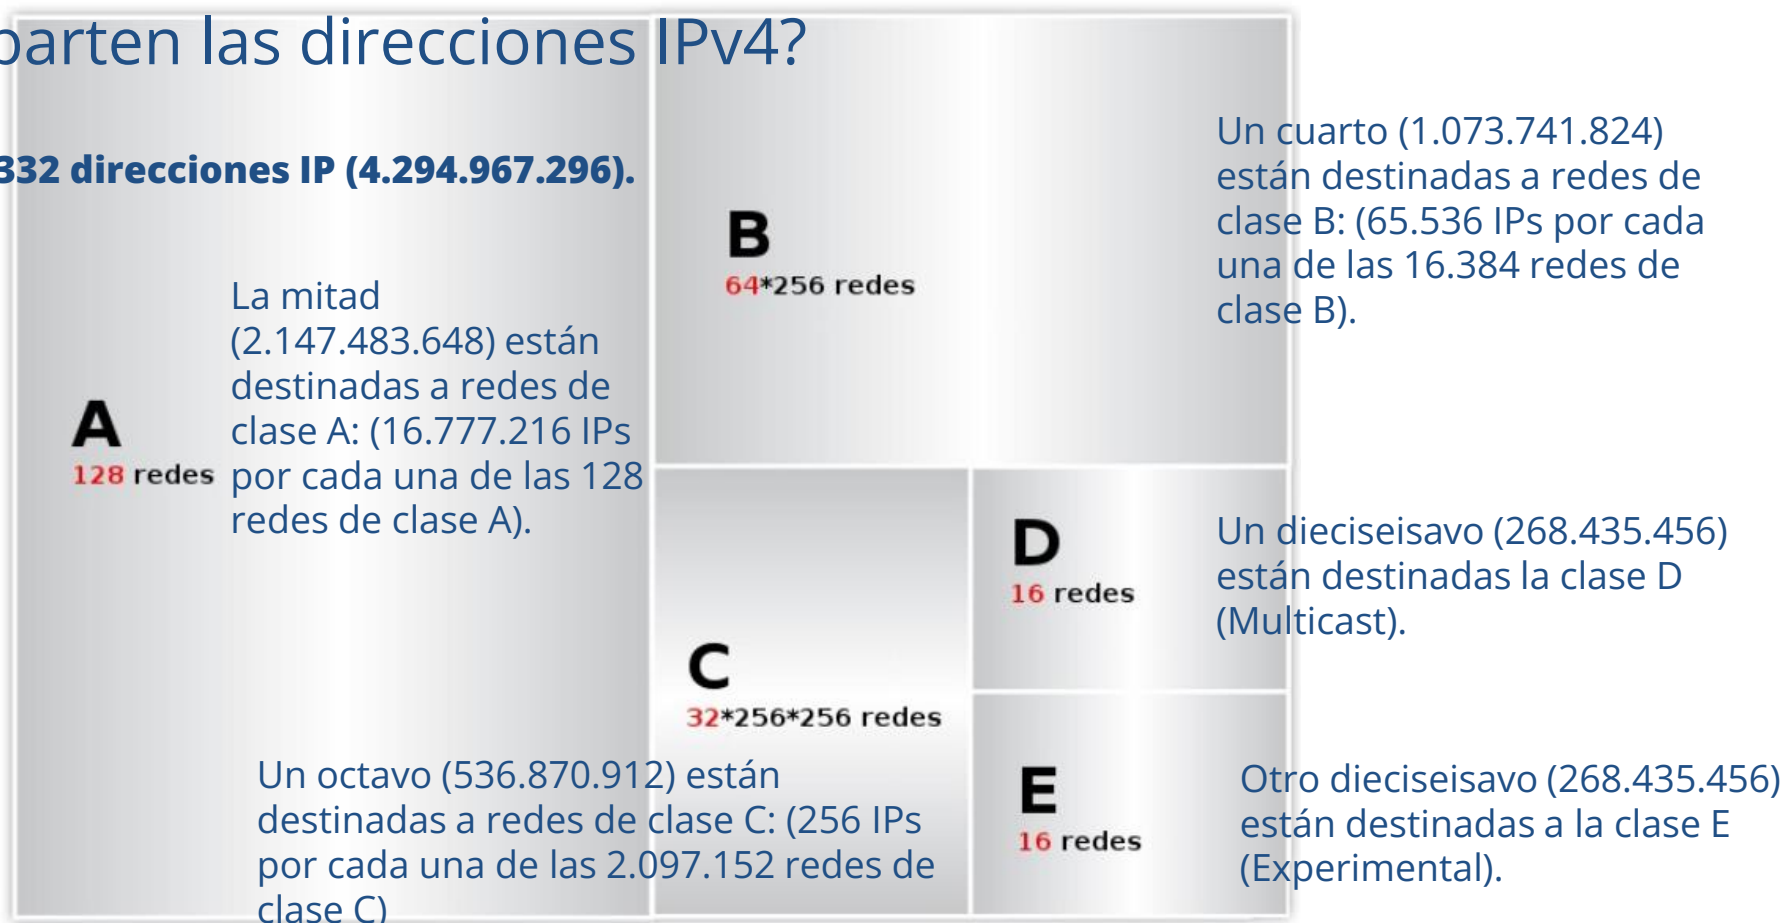 parten las direcciones IPv4?
332 direcciones IP (4.294.967.296).
La mitad
(2.147.483.648) están
destinadas a redes de
clase A: (16.777.216 IPs
por cada una de las 128
redes de clase A).
A
128 redes
B
64*256 redes
Un cuarto (1.073.741.824)
están destinadas a redes de
clase B: (65.536 IPs por cada
una de las 16.384 redes de
clase B).
C
32*256*256 redes
Un octavo (536.870.912) están
destinadas a redes de clase C: (256 IPs
por cada una de las 2.097.152 redes de
clase C)
D
16 redes
Un dieciseisavo (268.435.456)
están destinadas la clase D
(Multicast).
E
16 redes
Otro dieciseisavo (268.435.456)
están destinadas a la clase E
(Experimental).